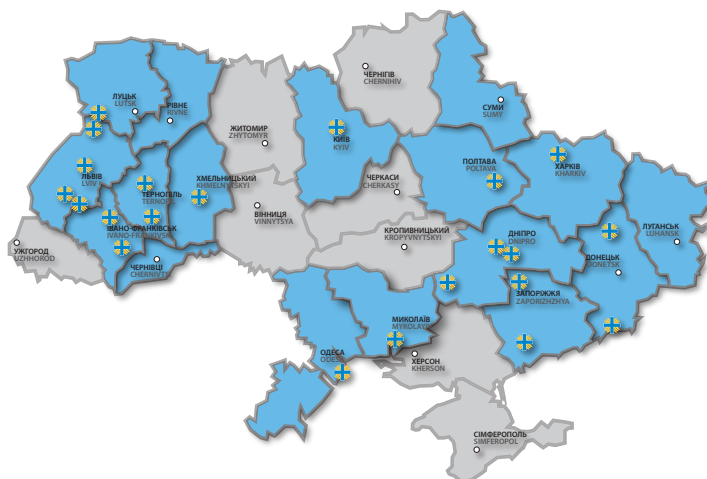 ЧЕРНІГІВ
CHERNIHIV
ЛУЦЬК
LUTSK
РІВНЕ
RIVNE
СУМИ
SUMY
ЖИТОМИР
ZHYTOMYR
КИЇВ
KYIV
ЛЬВІВ
LVIV
ХМЕЛЬНИЦЬКИЙ
KHMELNYTSKYI
ТЕРНОПІЛЬ
ЧЕРКАСИ
CHERKASY
ПОЛТАВА
POLTAVA
ХАРКІВ
KHARKIV
ВІННИЦЯ
VINNYTSYA
ІВАНО-ФРАНКІВСЬК
IVANO-FRANKIVSK
КРОПИВНИЦЬКИЙ
KROPYVNYTSKYI
ДНІПРО
DNIPRO
ЛУГАНСЬК
LUHANSK
УЖГОРОД
UZHHOROD
ЧЕРНІВЦІ
CHERNIVTSI
ДОНЕЦЬК
DONETSK
ЗАПОРІЖЖЯ
ZAPORIZHZHYA
МИКОЛАЇВ
MYKOLAYIV
ОДЕСА
ODESA
ХЕРСОН
KHERSON
СІМФЕРОПОЛЬ
SIMFEROPOL